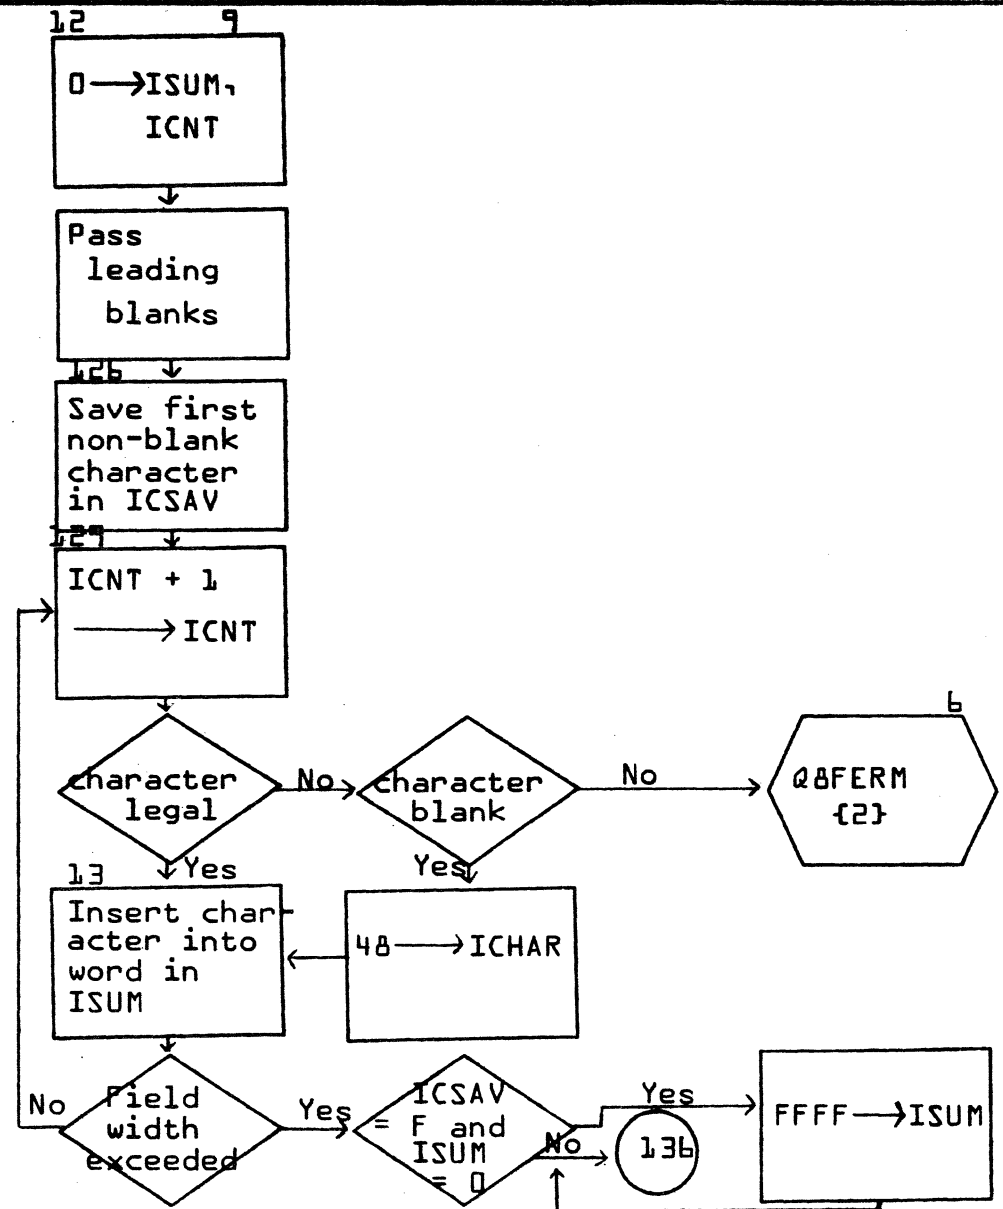 12 9
0→ISUM,
ICNT
Pass
leading
blanks
126
Save first
non-blank
character
in ICSAV
129
ICNT + 1
→ICNT
6
character
legal
No
character
blank
No
Q8FERM
{2}
Yes
Yes
13
Insert char-
acter into
word in
ISUM
48→ICHAR
No
Field
width
exceeded
Yes
ICSAV
= F and
ISUM
= 0
Yes
No
136
FFFF→ISUM